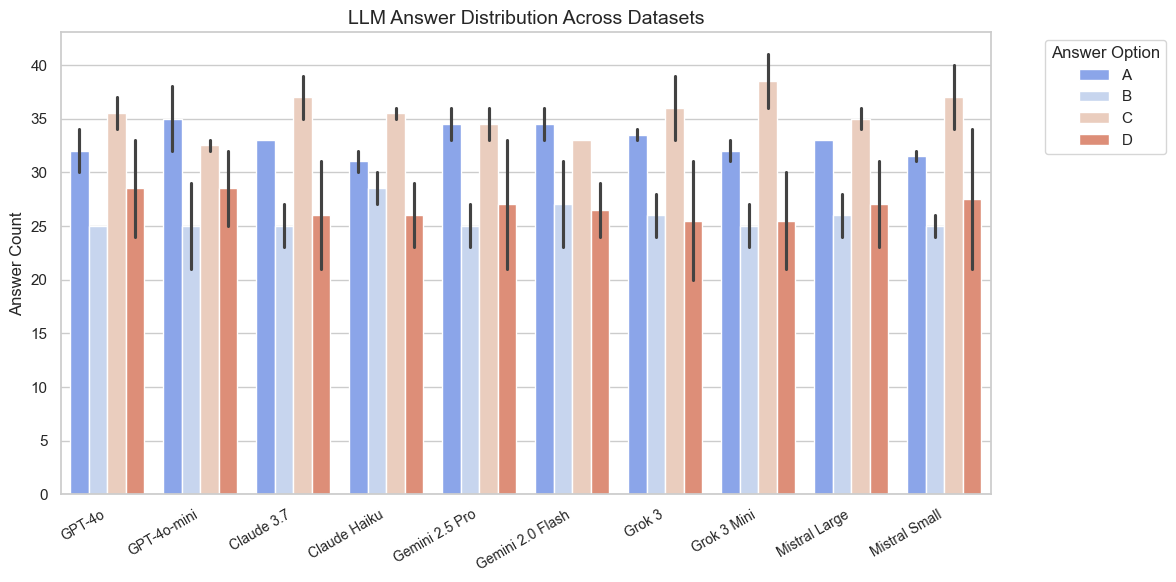 LLM Answer Distribution Across Datasets
Answer Option
A
B
C
D
Answer Count
40
35
30
25
20
15
10
5
0
GPT-4o
GPT-4o-mini
Claude 3.7
Claude Haiku
Gemini 2.5 Pro
Gemini 2.0 Flash
Grok 3
Grok 3 Mini
Mistral Large
Mistral Small